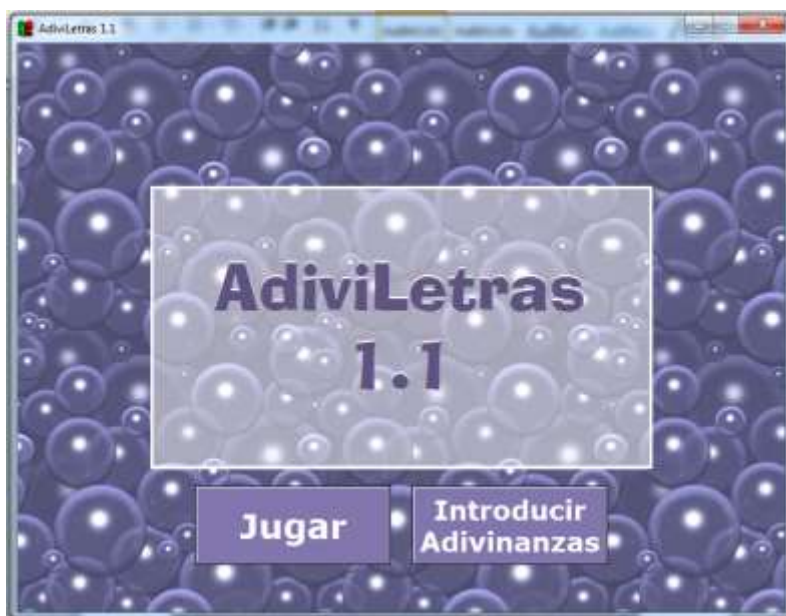 AdiviLetras 1.1
AdiviLetras
1.1
Jugar
Introducir
Adivinanzas